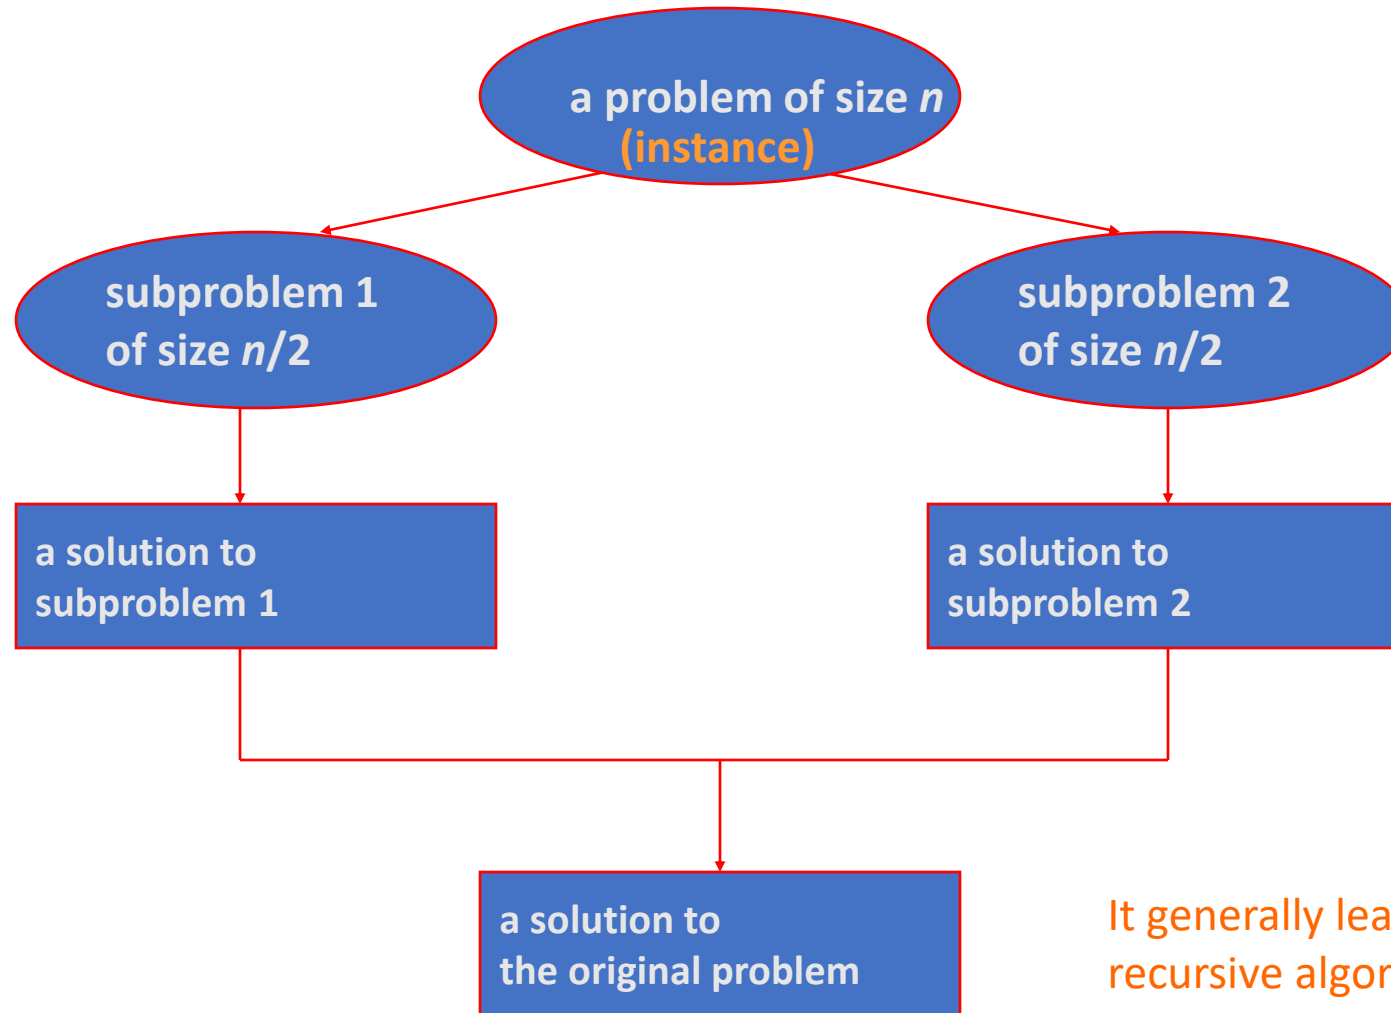 a problem of size n
(instance)
subproblem 1
of size n/2
subproblem 2
of size n/2
a solution to
subproblem 1
a solution to
subproblem 2
a solution to
the original problem
It generally lea
recursive algor